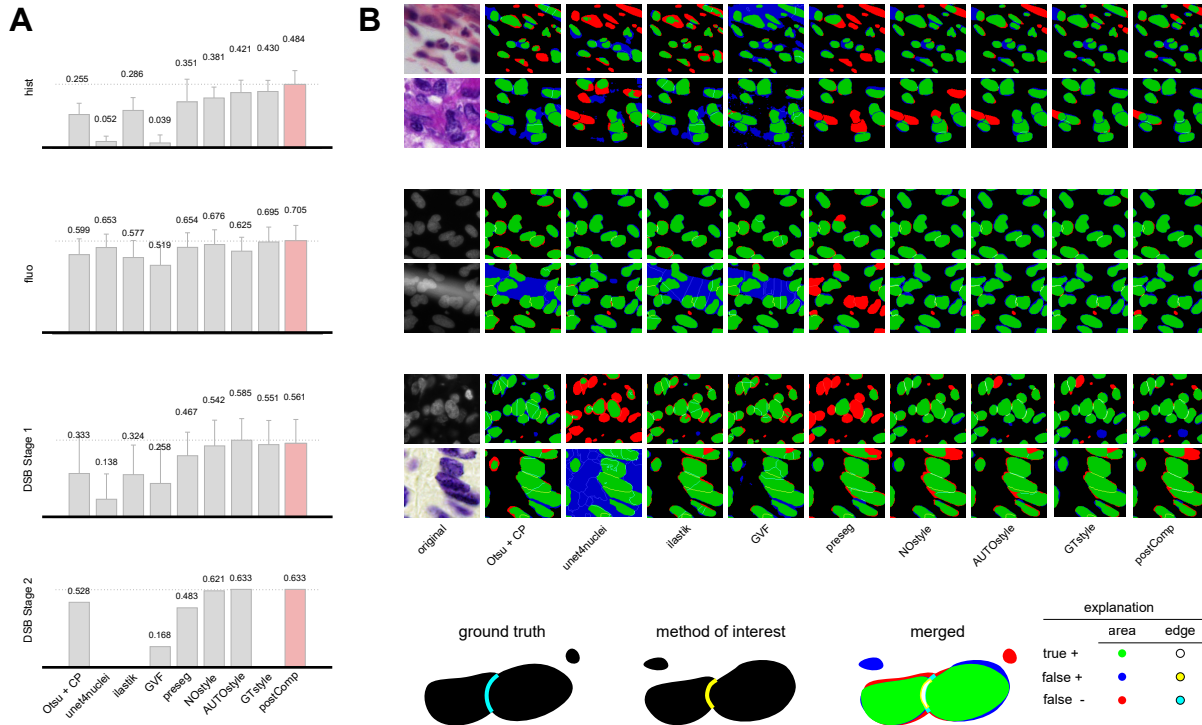 A
B
hist
0.255
0.052
0.286
0.039
0.351
0.381
0.421
0.430
0.484
fluo
0.599
0.653
0.577
0.519
0.654
0.676
0.625
0.695
0.705
DSB Stage 1
0.333
0.138
0.324
0.258
0.467
0.542
0.585
0.551
0.561
DSB Stage 2
0.528
0.168
0.483
0.621
0.633
0.633
Otsu + CP
unet4nuclei
ilastik
GVF
preseg
NOstyle
AUTOstyle
GTstyle
postComp
original
Otsu + CP
unet4nuclei
ilastik
GVF
preseg
NOstyle
AUTOstyle
GTstyle
postComp
ground truth
method of interest
merged
explanation
area edge
true +
false +
false -